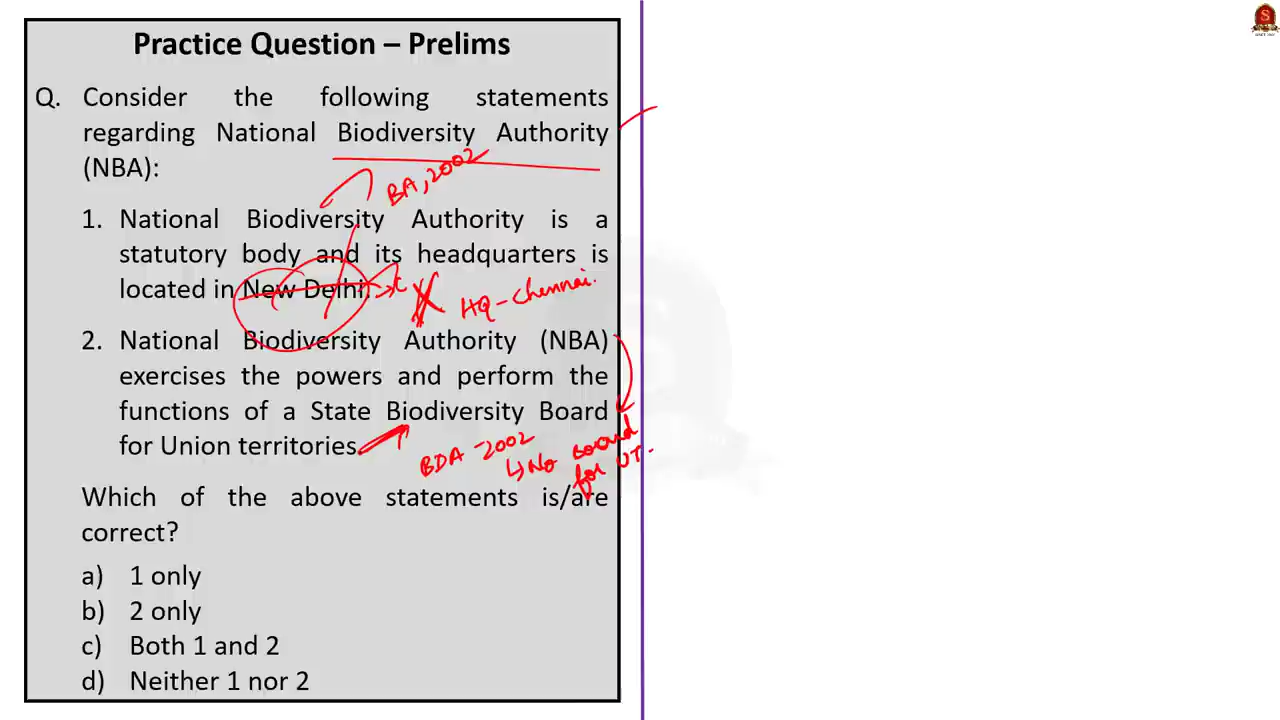 Practice Question – Prelims
Q. Consider the following statements
regarding National Biodiversity Authority
(NBA):
BA, 2002
1. National Biodiversity Authority is a
statutory body and its headquarters is
located in New Delhi.
HQ - Chennai.
2. National Biodiversity Authority (NBA)
exercises the powers and perform the
functions of a State Biodiversity Board
for Union territories.
BDA - 2002
No Board
for UT.
Which of the above statements is/are
correct?
a) 1 only
b) 2 only
c) Both 1 and 2
d) Neither 1 nor 2
S